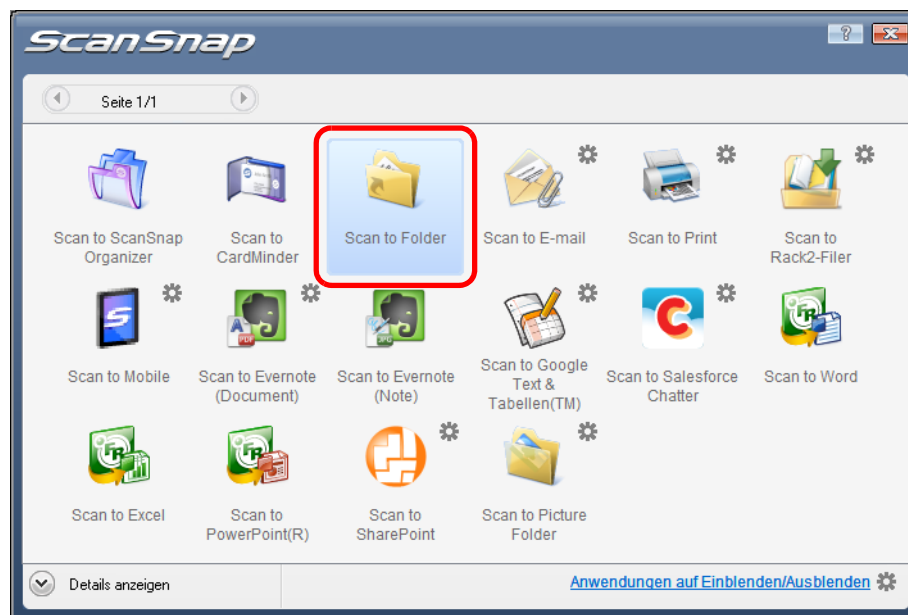 ScanSnap
Seite 1/1
Scan to ScanSnap
Organizer
Scan to
CardMinder
Scan to Folder
Scan to E-mail
Scan to Print
Scan to
Rack2-Filer
Scan to Mobile
Scan to Evernote
(Document)
Scan to Evernote
(Note)
Scan to Google
Text &
Tabellen(TM)
Scan to Salesforce
Chatter
Scan to Word
Scan to Excel
Scan to
PowerPoint(R)
Scan to
SharePoint
Scan to Picture
Folder
Details anzeigen
Anwendungen auf Einblenden/Ausblenden